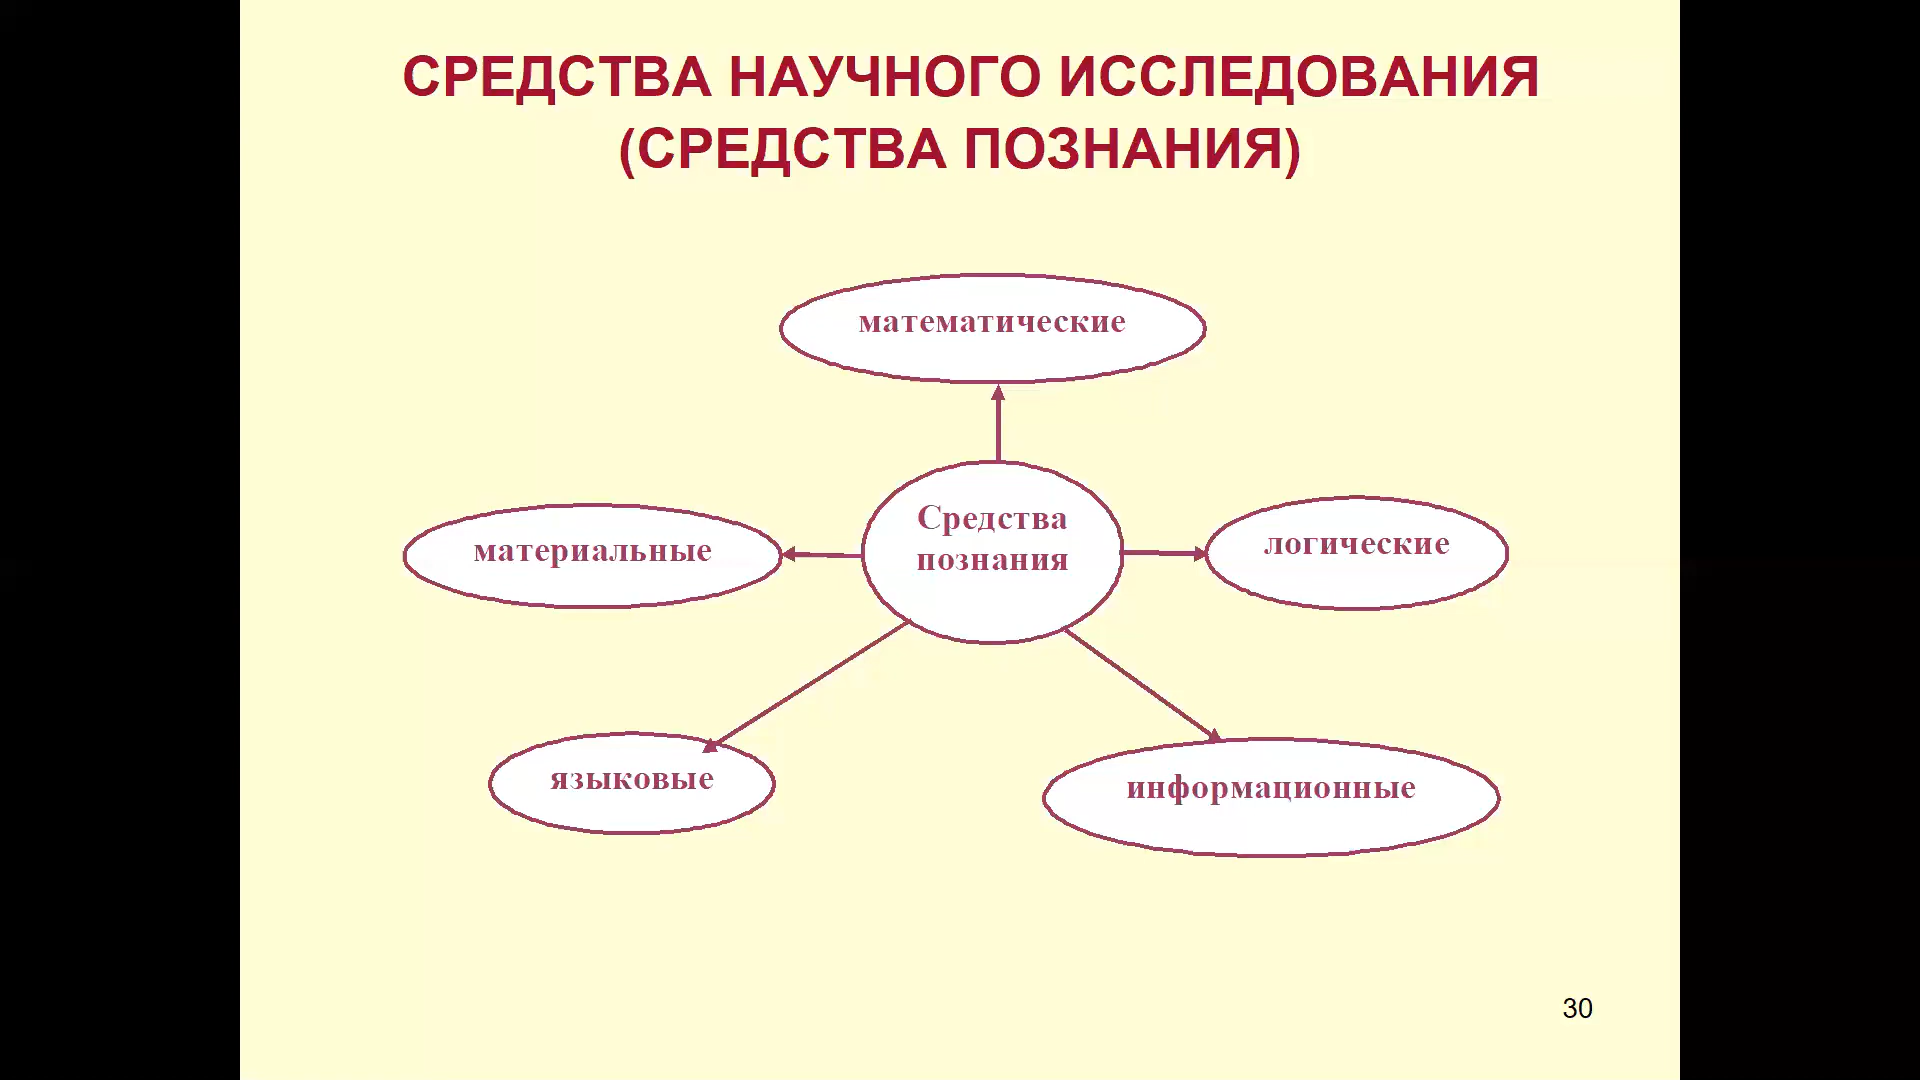 СРЕДСТВА НАУЧНОГО ИССЛЕДОВАНИЯ
(СРЕДСТВА ПОЗНАНИЯ)
математические
Средства
познания
материальные
логические
языковые
информационные
30